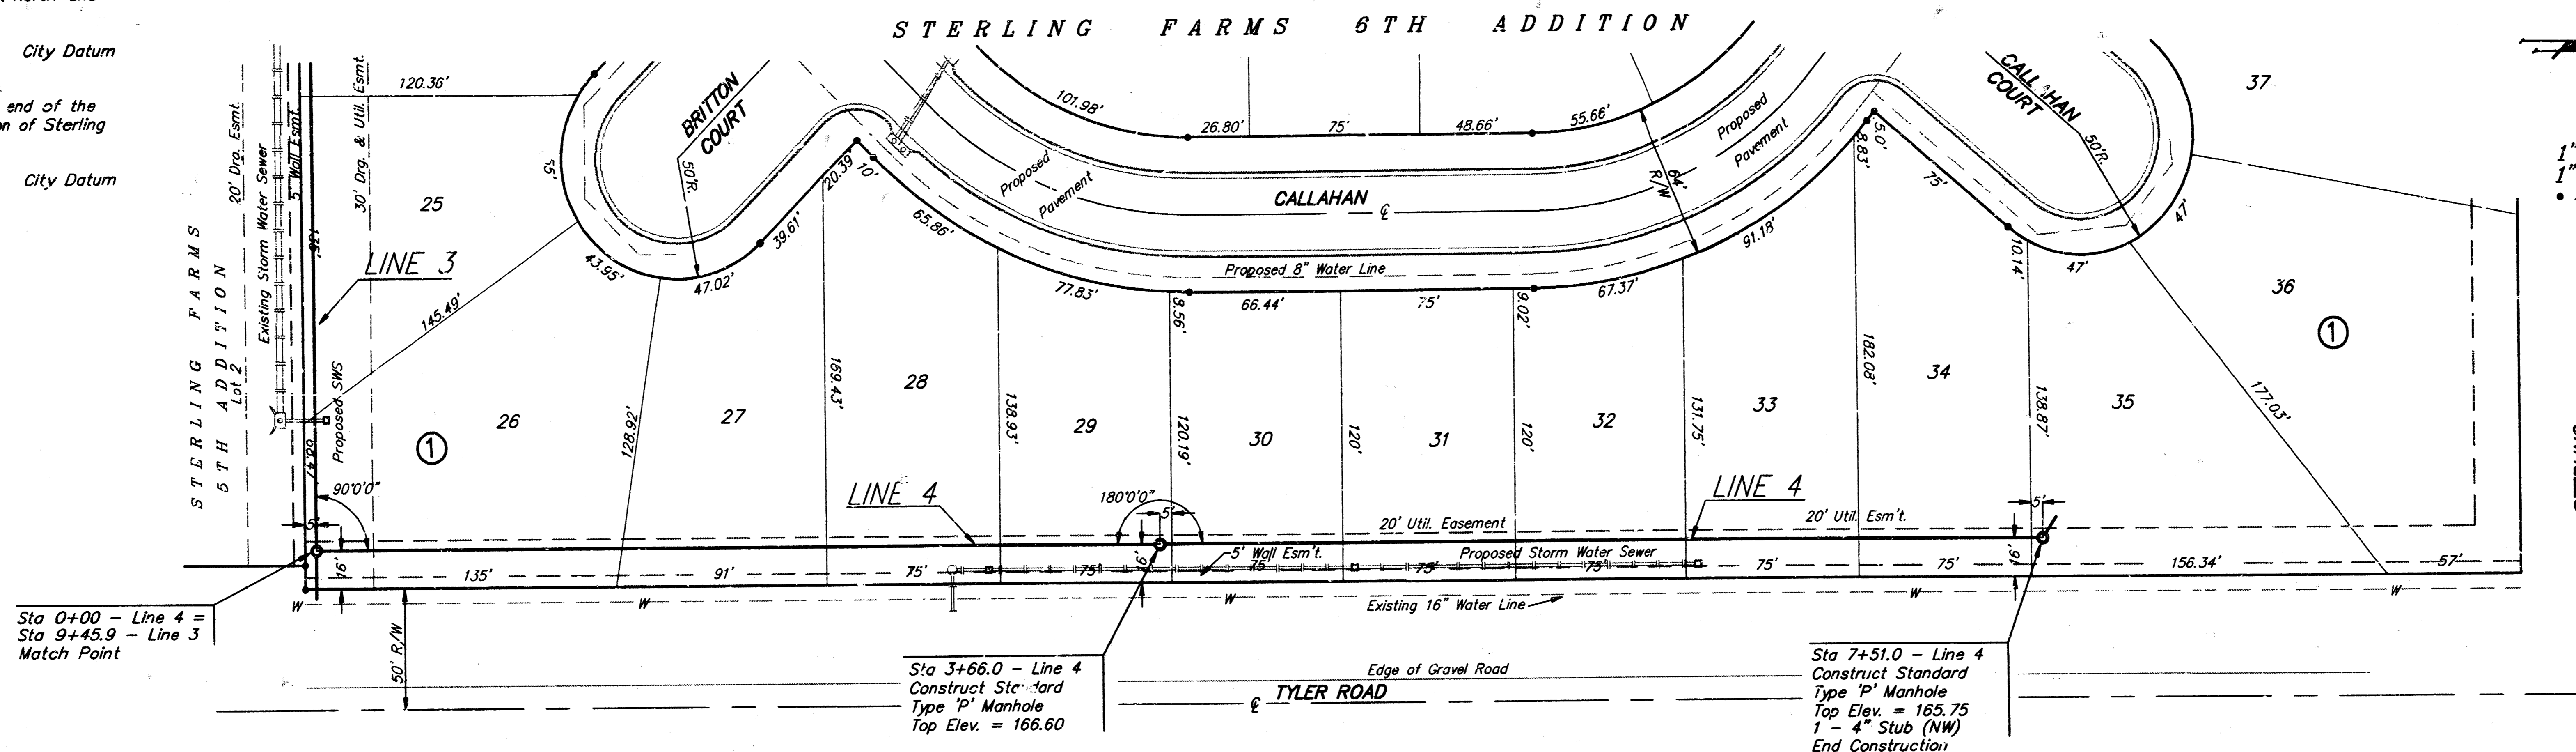 STERLING FARMS 6TH ADDITION
City Datum
end of the
of Sterling
City Datum
20' Dra. Esmt.
Existing Storm Water Sewer
5' Wall Esmt.
30' Drg. & Util. Esmt.
120.36'
25
LINE 3
145.49'
STERLING FARMS
5TH ADDITION
Lot 2
Proposed SWS
98.47'
55'
43.95'
47.02'
BRITTON
COURT
50'R.
39.61'
20.39'
10'
65.86'
77.83'
101.98'
26.80'
75'
48.66'
55.66'
Proposed
Pavement
CALLAHAN
℄
Proposed
Pavement
64'
R/W
Proposed 8" Water Line
8.56'
66.44'
75'
9.02'
67.37'
91.18'
8.83'
5.0'
75'
10.14'
47'
47'
CALLAHAN
COURT
50'R.
37
36
1
1"
1"
26
1
128.92'
27
169.43'
28
138.93'
29
120.19'
30
120'
31
120'
32
131.75'
33
182.08'
34
138.87'
35
177.03'
90°0'0"
5'
16'
LINE 4
180°0'0"
5'
16'
20' Util. Easement
LINE 4
20' Util. Esm't.
5'
16'
5' Wall Esm't.
Proposed Storm Water Sewer
135'
91'
75'
75'
75'
75'
75'
75'
75'
156.34'
57'
W
W
W
Existing 16" Water Line
W
W
50' R/W
Sta 0+00 - Line 4 =
Sta 9+45.9 - Line 3
Match Point
Sta 3+66.0 - Line 4
Construct Standard
Type 'P' Manhole
Top Elev. = 166.60
Edge of Gravel Road
℄ TYLER ROAD
Sta 7+51.0 - Line 4
Construct Standard
Type 'P' Manhole
Top Elev. = 165.75
1 - 4" Stub (NW)
End Construction